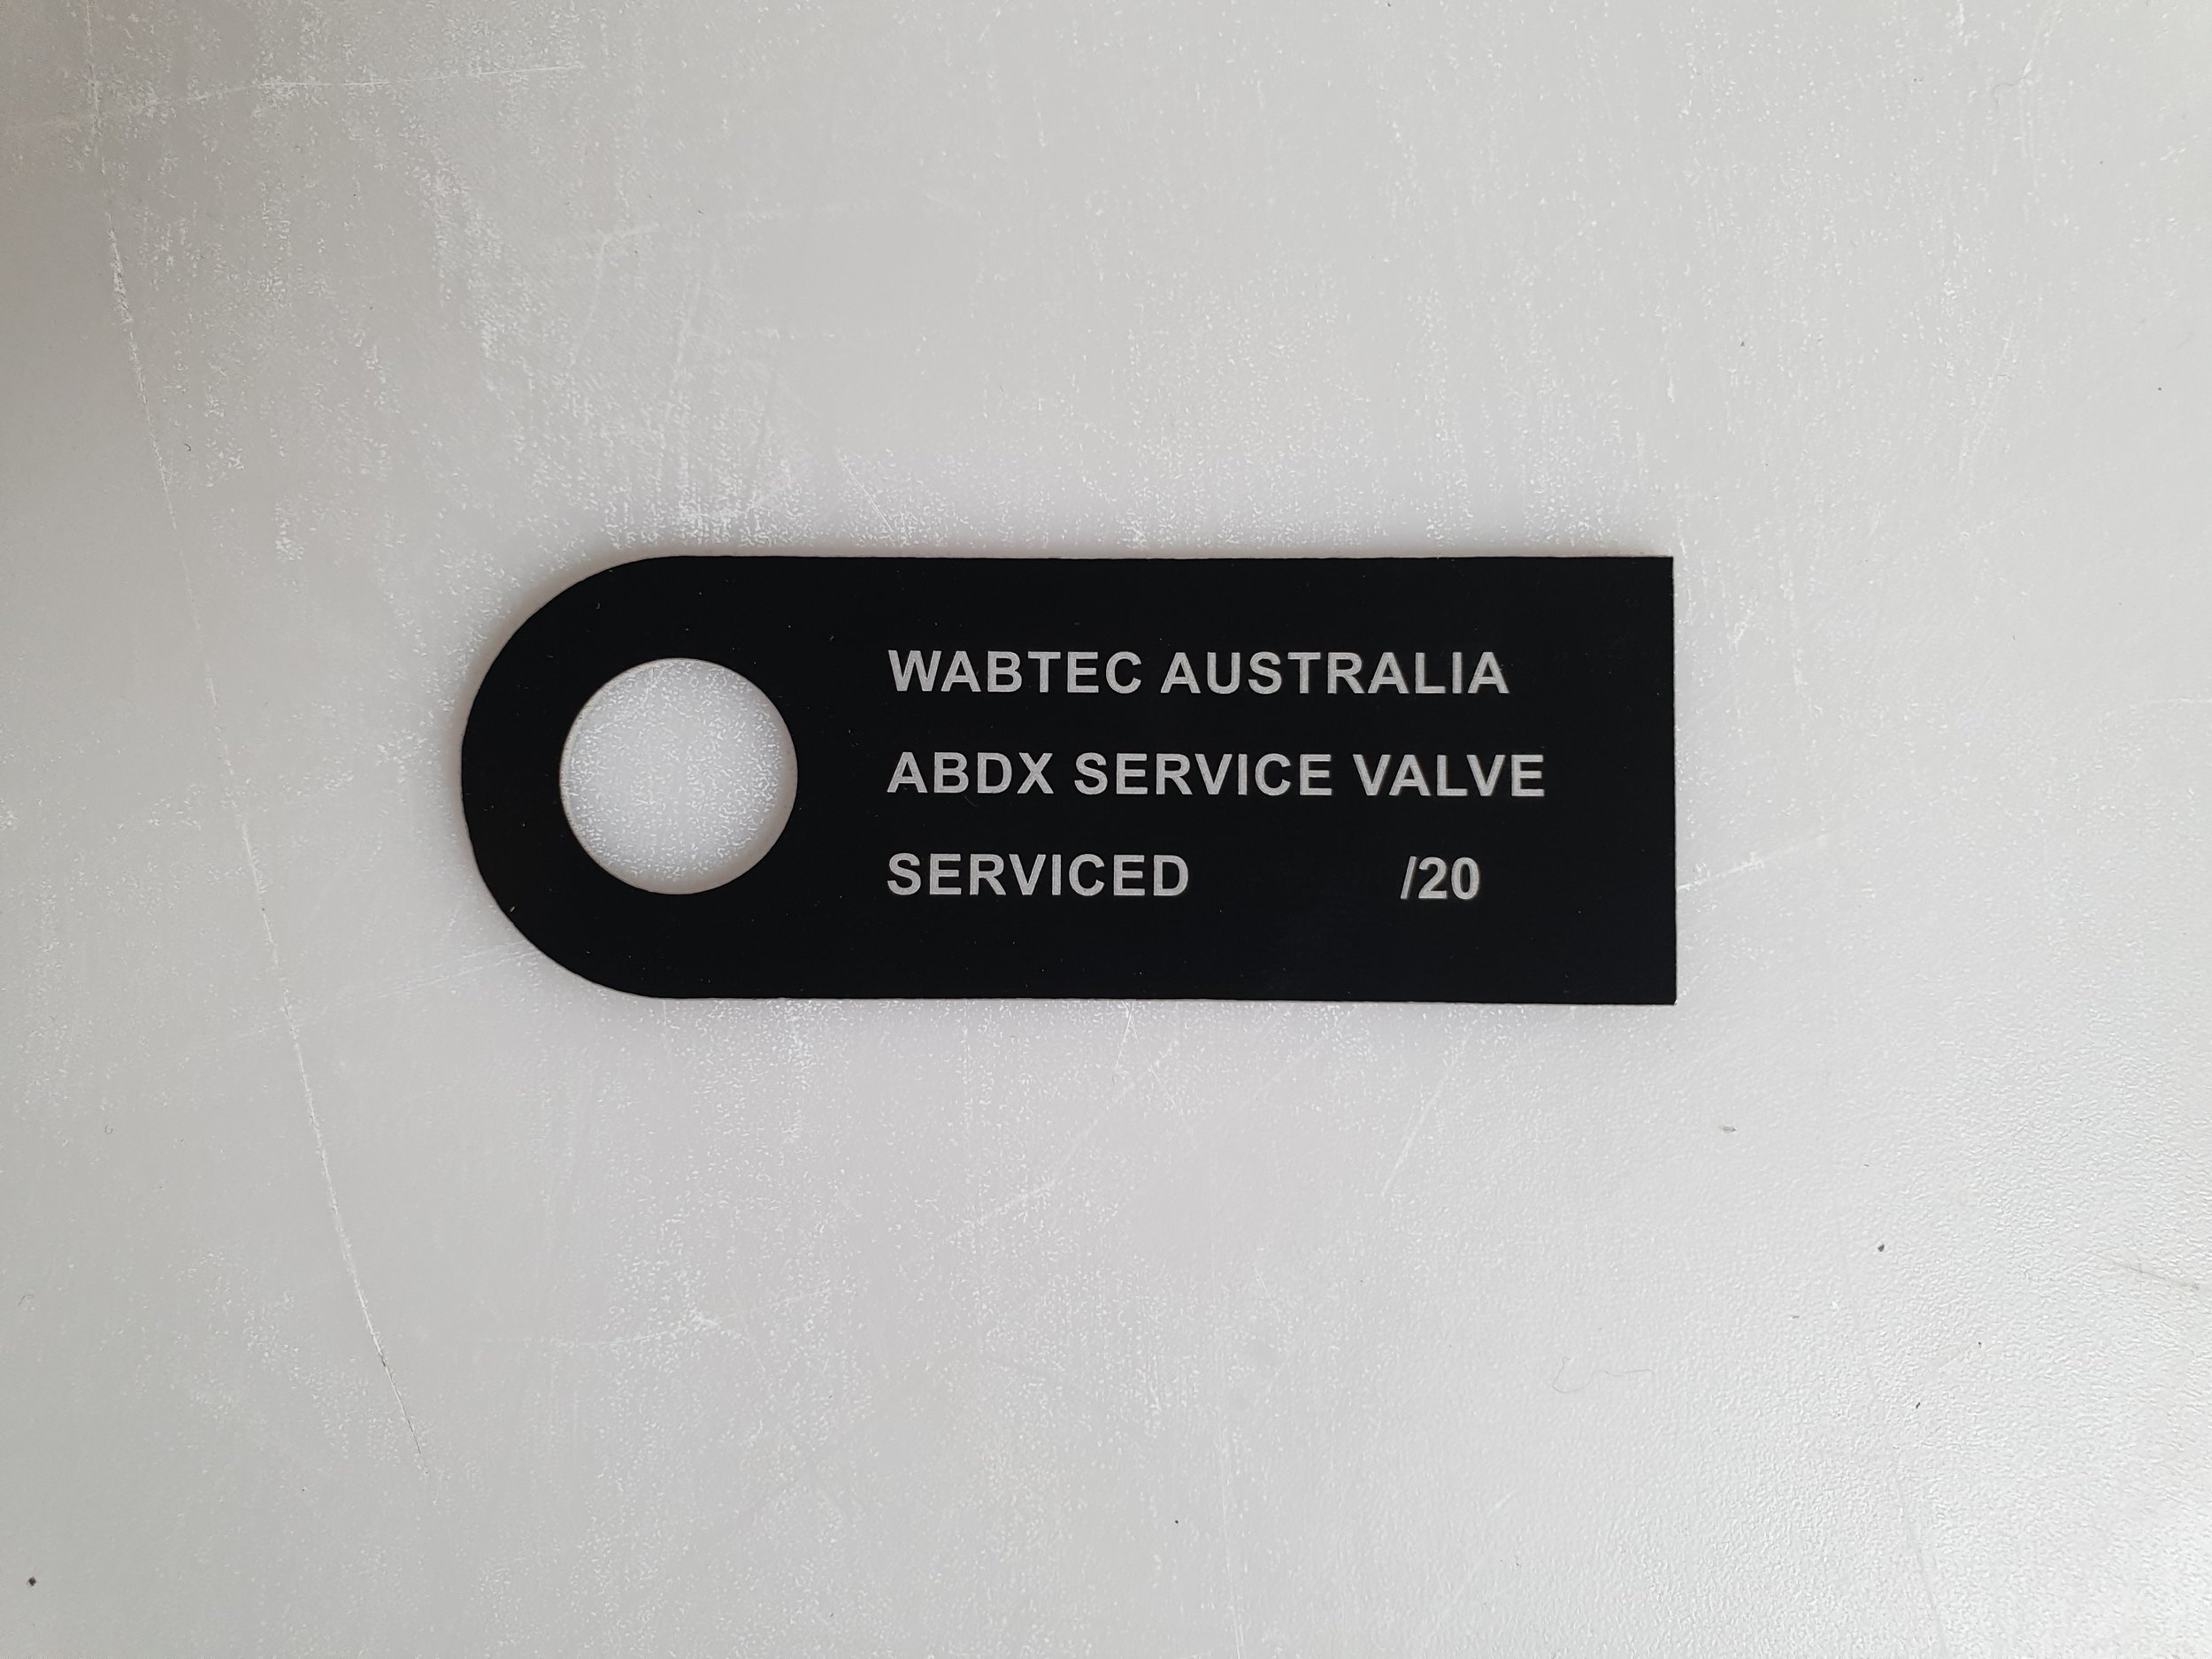 WABTEC AUSTRALIA
ABDX SERVICE VALVE
SERVICED /20